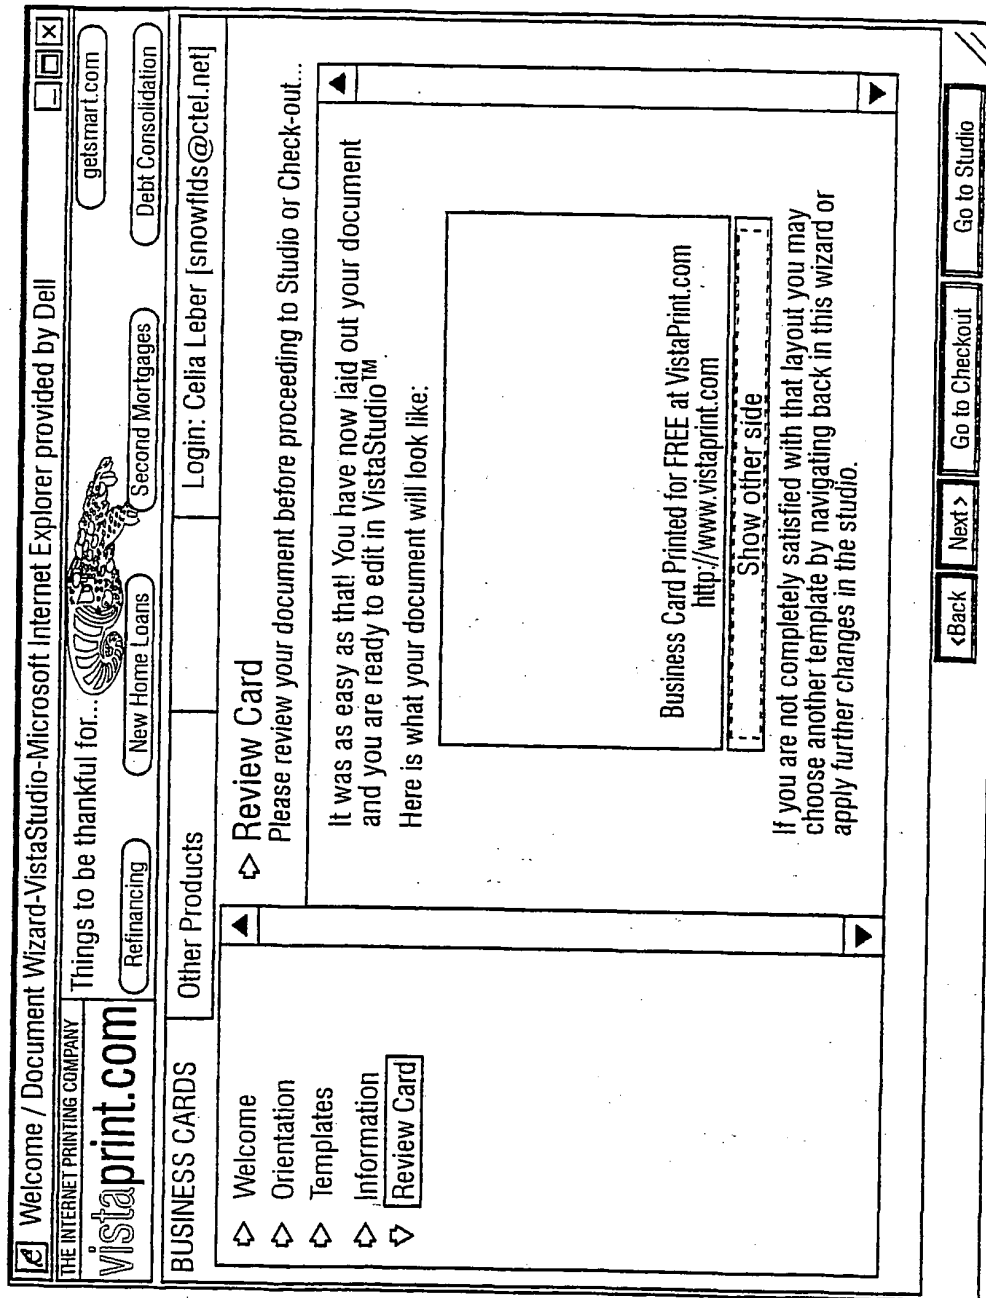 Welcome / Document Wizard-VistaStudio-Microsoft Internet Explorer provided by Dell
THE INTERNET PRINTING COMPANY
vistaprint.com
Things to be thankful for...
getsmart.com
Refinancing
New Home Loans
Second Mortgages
Debt Consolidation
BUSINESS CARDS
Other Products
Login: Celia Leber [snowflds@ctel.net]
Welcome
Orientation
Templates
Information
Review Card
Review Card
Please review your document before proceeding to Studio or Check-out...
It was as easy as that! You have now laid out your document
and you are ready to edit in VistaStudio™
Here is what your document will look like:
Business Card Printed for FREE at VistaPrint.com
http://www.vistaprint.com
Show other side
If you are not completely satisfied with that layout you may
choose another template by navigating back in this wizard or
apply further changes in the studio.
<Back
Next >
Go to Checkout
Go to Studio